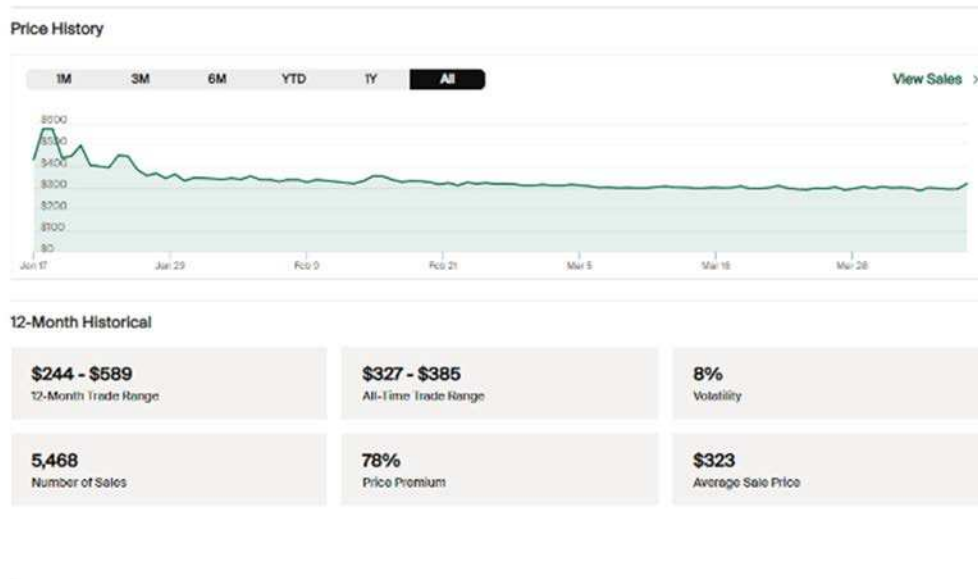 Price History
1M 3M 6M YTD 1Y All View Sales >
$600
$500
$400
$300
$200
$100
$0
Jan 17 Jan 29 Feb 9 Feb 21 Mar 5 Mar 16 Mar 28
12-Month Historical
$244 - $589 $327 - $385 8%
12-Month Trade Range All-Time Trade Range Volatility
5,468 78% $323
Number of Sales Price Premium Average Sale Price